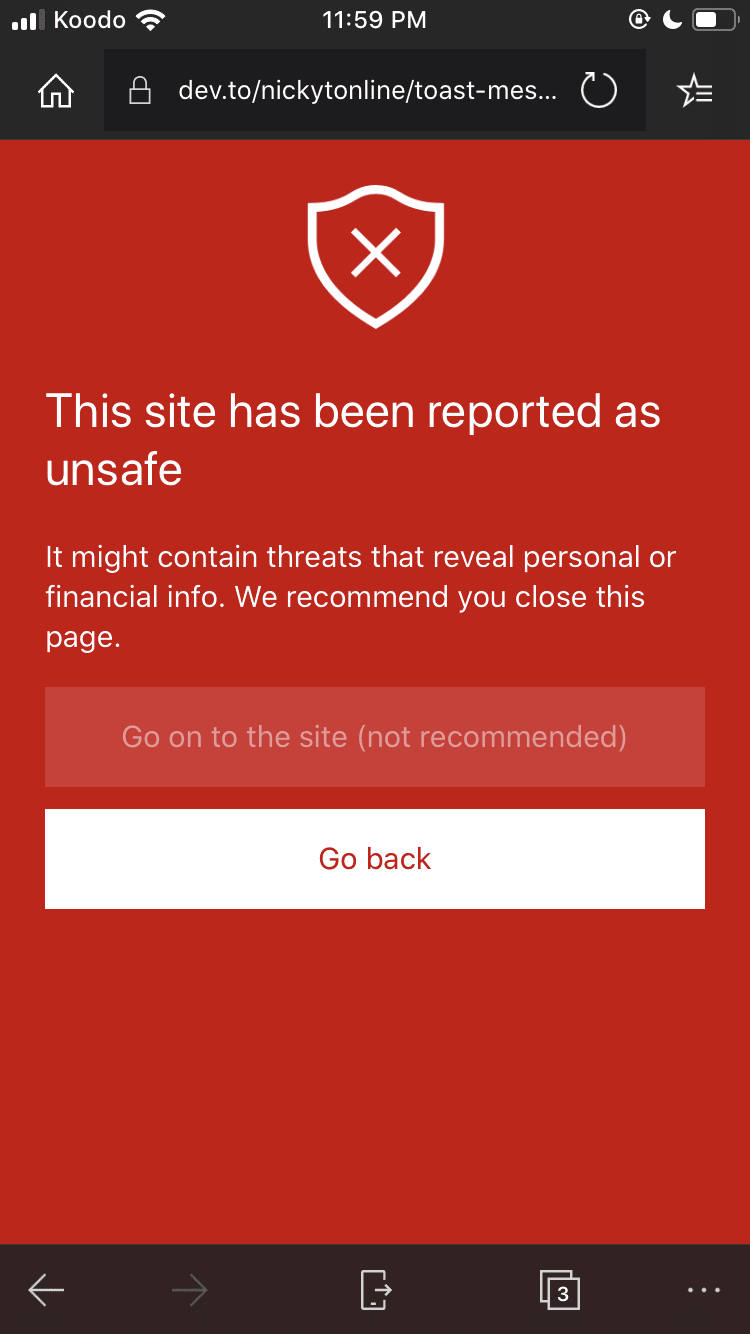 Koodo 11:59 PM
dev.to/nickytonline/toast-mes...
This site has been reported as
unsafe
It might contain threats that reveal personal or
financial info. We recommend you close this
page.
Go on to the site (not recommended)
Go back
3